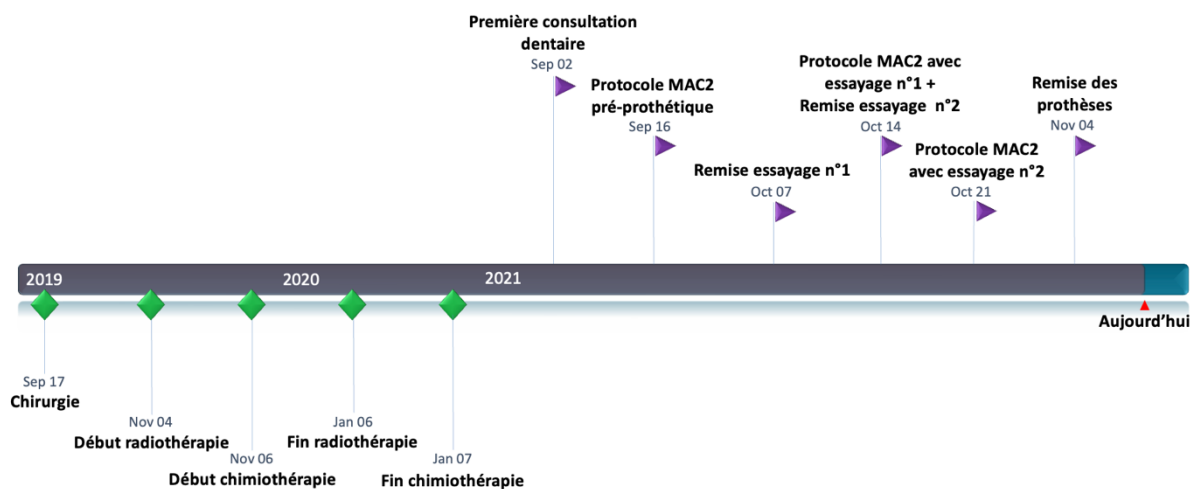 Première consultation
dentaire
Sep 02
Protocole MAC2
pré-prothétique
Sep 16
Remise essayage n°1
Oct 07
Protocole MAC2 avec
essayage n°1 +
Remise essayage n°2
Oct 14
Protocole MAC2
avec essayage n°2
Oct 21
Remise des
prothèses
Nov 04
2019
2020
2021
Aujourd'hui
Sep 17
Chirurgie
Nov 04
Début radiothérapie
Nov 06
Début chimiothérapie
Jan 06
Fin radiothérapie
Jan 07
Fin chimiothérapie